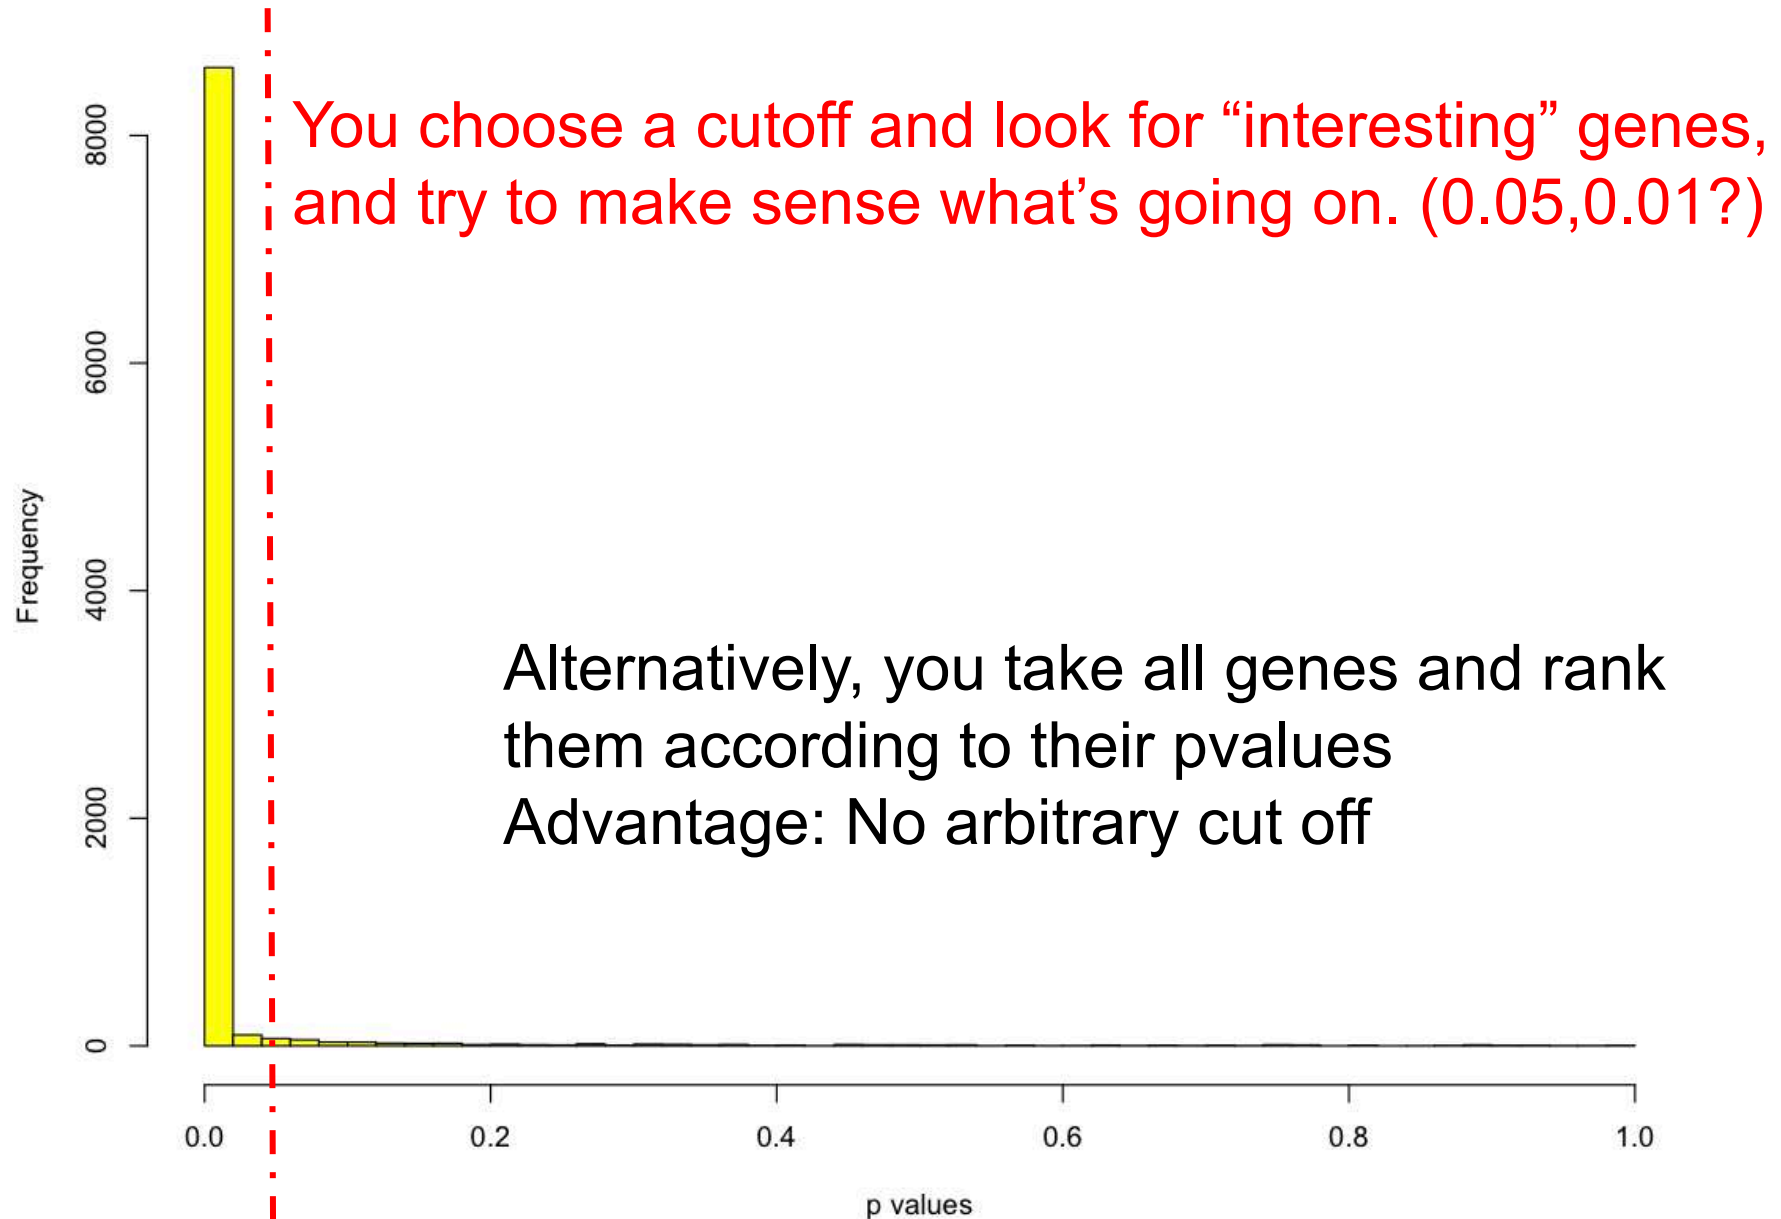 You choose a cutoff and look for “interesting” genes,
and try to make sense what’s going on. (0.05,0.01?)
Alternatively, you take all genes and rank
them according to their pvalues
Advantage: No arbitrary cut off
Frequency
8000
6000
4000
2000
0
0.0 0.2 0.4 0.6 0.8 1.0
p values